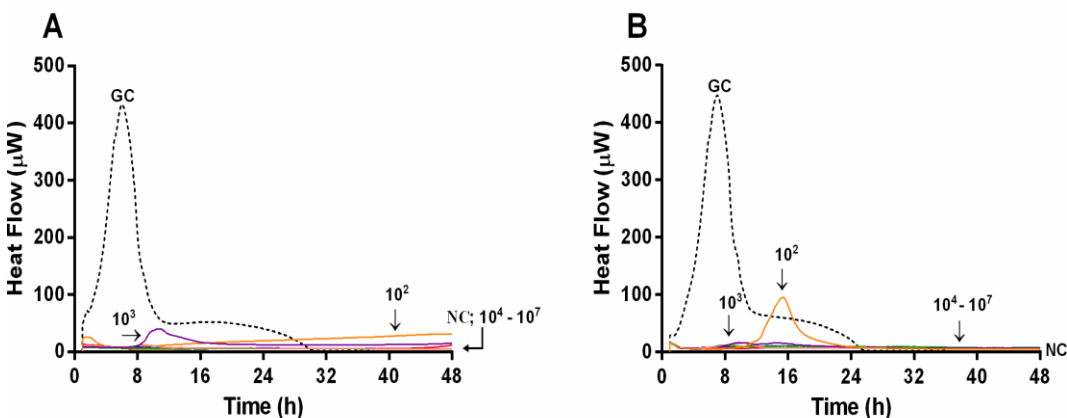 A
500
400
300
200
100
0
Heat Flow (µW)
GC
10³
10²
NC; 10⁴ - 10⁷
0 8 16 24 32 40 48
Time (h)
B
500
400
300
200
100
0
Heat Flow (µW)
GC
10³
10²
10⁴ - 10⁷
NC
0 8 16 24 32 40 48
Time (h)